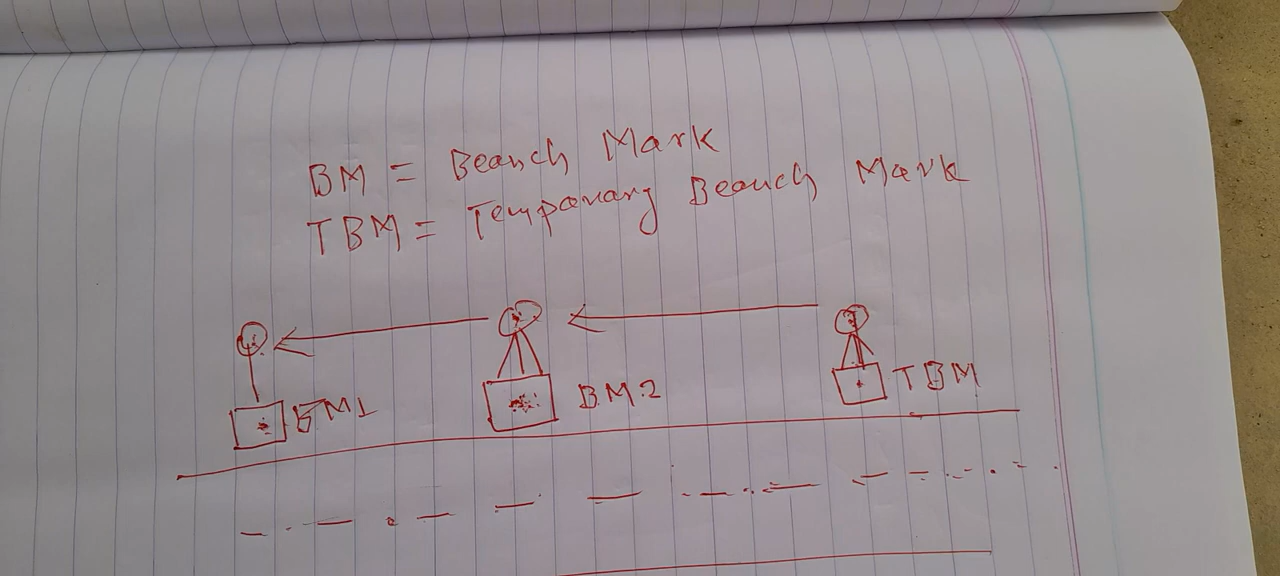 BM = Beanch Mark
TBM = Temporary Beanch Mark
BM1
BM2
TBM